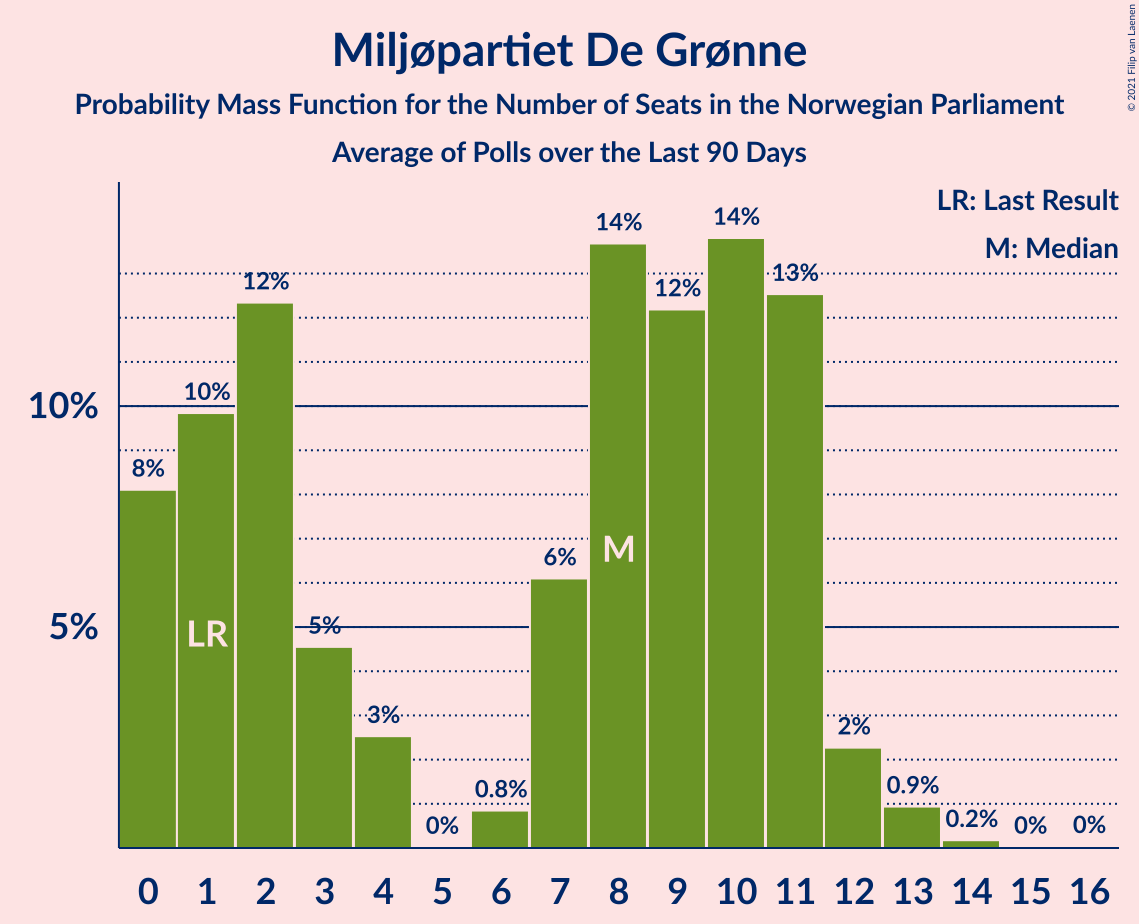 Miljøpartiet De Grønne
Probability Mass Function for the Number of Seats in the Norwegian Parliament
Average of Polls over the Last 90 Days
© 2021 Filip van Laenen
LR: Last Result
M: Median
14%
14%
12%
12%
13%
10%
10%
8%
M
6%
LR
5%
5%
3%
2%
0.8%
0.9%
0%
0.2%
0%
0%
0 1 2 3 4 5 6 7 8 9 10 11 12 13 14 15 16